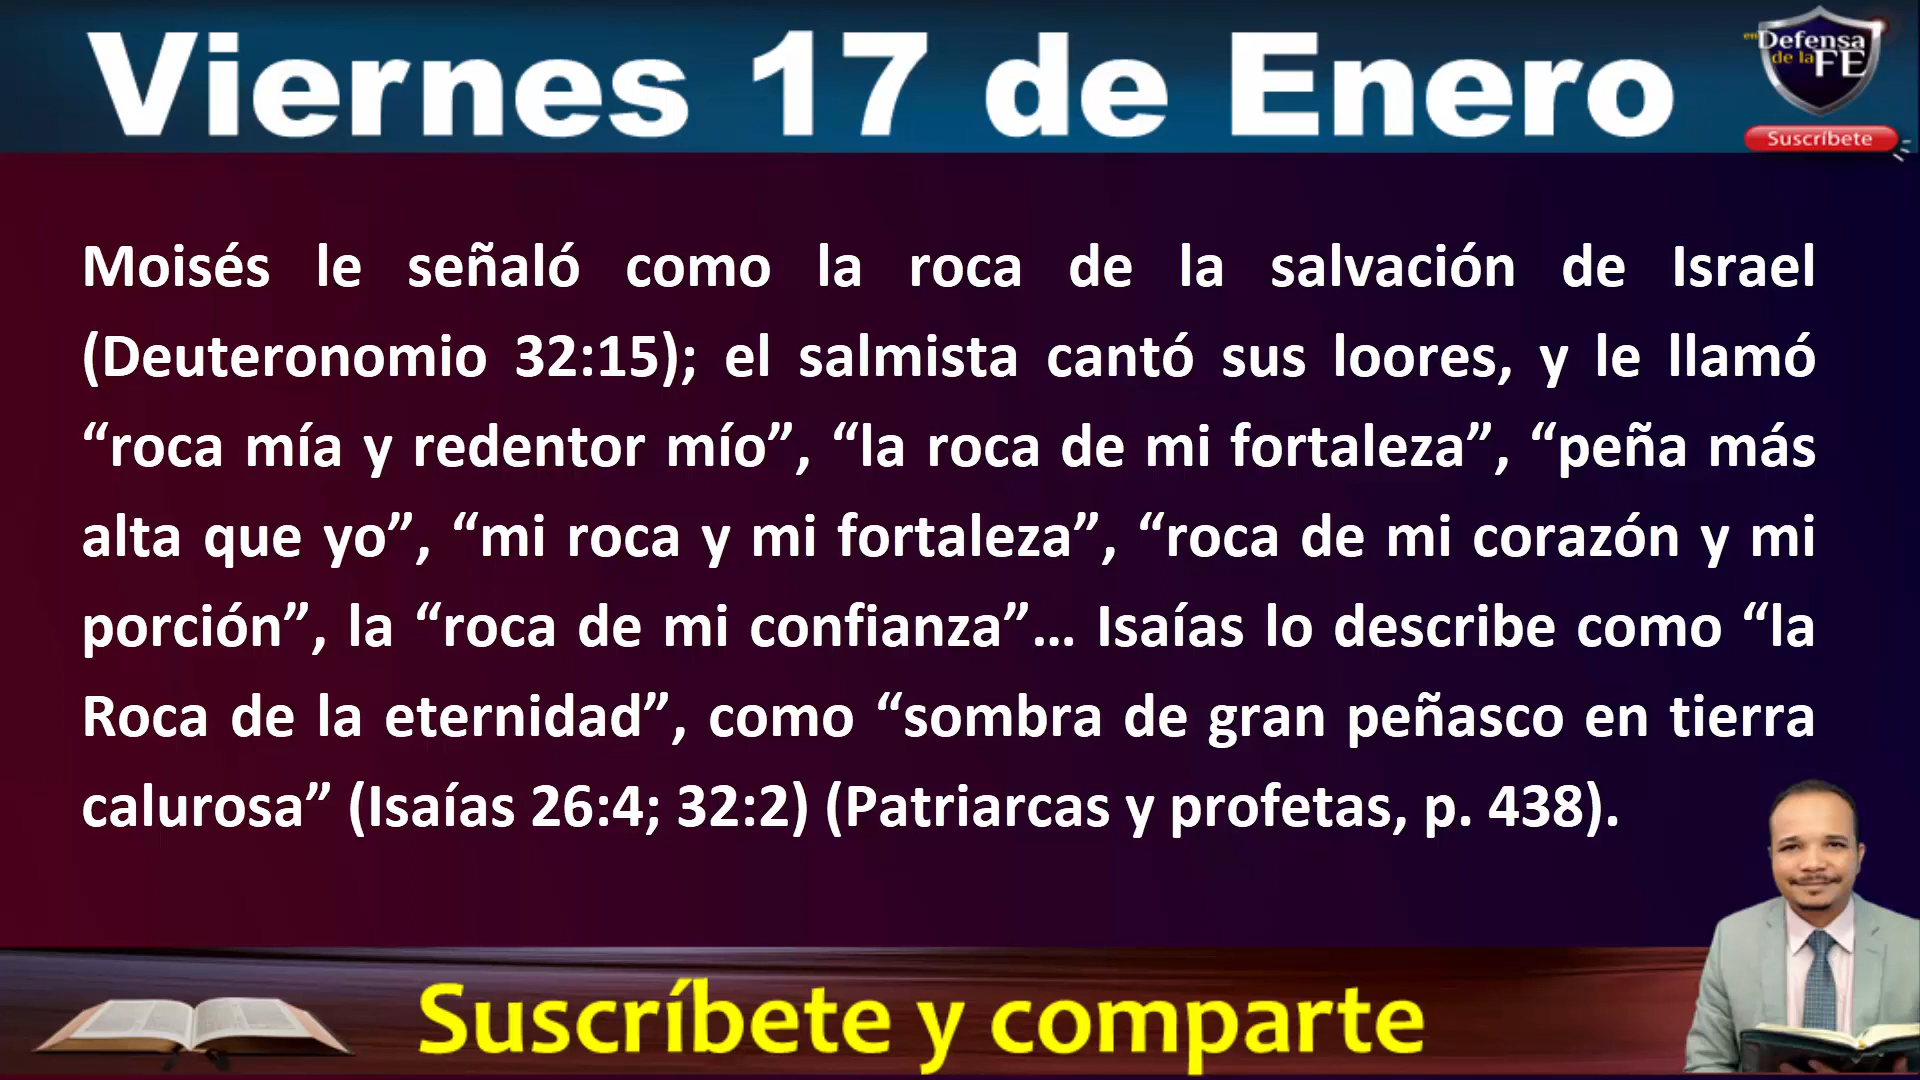 Viernes 17 de Enero
en Defensa
de la FE
Suscríbete
Moisés le señaló como la roca de la salvación de Israel
(Deuteronomio 32:15); el salmista cantó sus loores, y le llamó
“roca mía y redentor mío”, “la roca de mi fortaleza”, “peña más
alta que yo”, “mi roca y mi fortaleza”, “roca de mi corazón y mi
porción”, la “roca de mi confianza”… Isaías lo describe como “la
Roca de la eternidad”, como “sombra de gran peñasco en tierra
calurosa” (Isaías 26:4; 32:2) (Patriarcas y profetas, p. 438).
Suscríbete y comparte